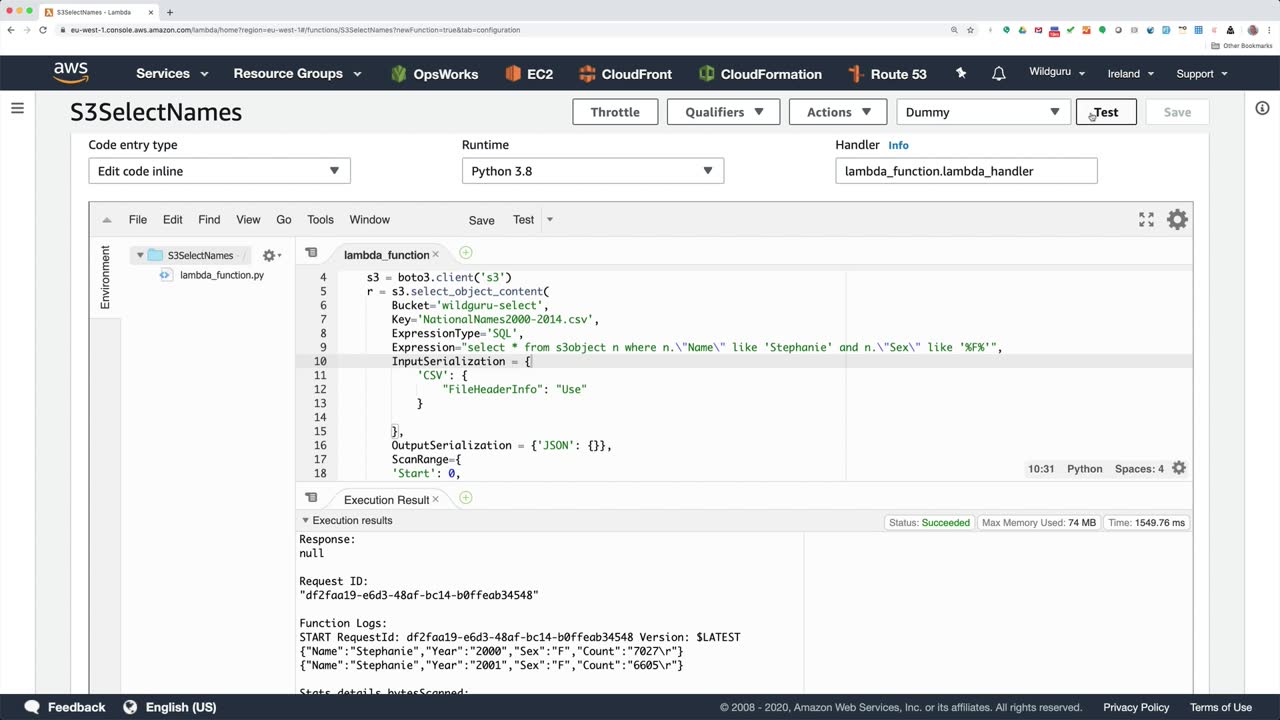 S3SelectNames - Lambda
eu-west-1.console.aws.amazon.com/lambda/home?region=eu-west-1#/functions/S3SelectNames?newFunction=true&tab=configuration
Other Bookmarks
aws Services Resource Groups OpsWorks EC2 CloudFront CloudFormation Route 53 Wildguru Ireland Support
S3SelectNames Throttle Qualifiers Actions Dummy Test Save
Code entry type Runtime Handler Info
Edit code inline Python 3.8 lambda_function.lambda_handler
File Edit Find View Go Tools Window Save Test
Environment
S3SelectNames /
lambda_function.py
lambda_function
4 s3 = boto3.client('s3')
5 r = s3.select_object_content(
6 Bucket='wildguru-select',
7 Key='NationalNames2000-2014.csv',
8 ExpressionType='SQL',
9 Expression="select * from s3object n where n.\"Name\" like 'Stephanie' and n.\"Sex\" like '%F%'",
10 InputSerialization = {
11 'CSV': {
12 "FileHeaderInfo": "Use"
13 }
14
15 },
16 OutputSerialization = {'JSON': {}},
17 ScanRange={
18 'Start': 0,
10:31 Python Spaces: 4
Execution Result
Execution results Status: Succeeded Max Memory Used: 74 MB Time: 1549.76 ms
Response:
null
Request ID:
"df2faa19-e6d3-48af-bc14-b0ffeab34548"
Function Logs:
START RequestId: df2faa19-e6d3-48af-bc14-b0ffeab34548 Version: $LATEST
{"Name":"Stephanie","Year":"2000","Sex":"F","Count":"7027\r"}
{"Name":"Stephanie","Year":"2001","Sex":"F","Count":"6605\r"}
Stats details bytesScanned:
Feedback English (US) © 2008 - 2020, Amazon Web Services, Inc. or its affiliates. All rights reserved. Privacy Policy Terms of Use